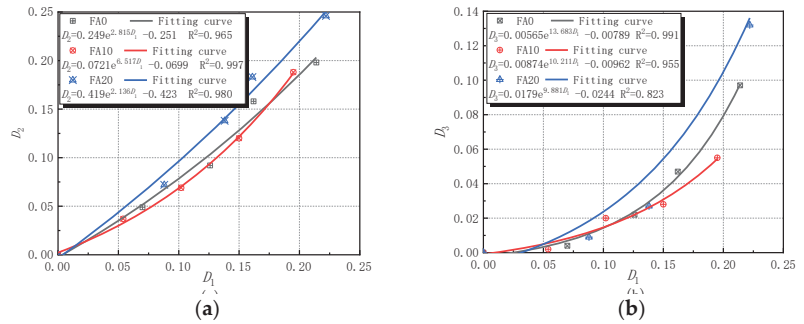 (a)
FA0 Fitting curve
D₂=0.249e^2.815D₁ -0.251 R²=0.965
FA10 Fitting curve
D₂=0.0721e^6.517D₁ -0.0699 R²=0.997
FA20 Fitting curve
D₂=0.419e^2.136D₁ -0.423 R²=0.980
0.25
0.20
0.15
0.10
0.05
0.00
D₂
0.00 0.05 0.10 0.15 0.20 0.25
D₁
(a)
(b)
FA0 Fitting curve
D₃=0.00565e^13.683D₁ -0.00789 R²=0.991
FA10 Fitting curve
D₃=0.00874e^10.211D₁ -0.00962 R²=0.955
FA20 Fitting curve
D₃=0.0179e^9.881D₁ -0.0244 R²=0.823
0.14
0.12
0.10
0.08
0.06
0.04
0.02
0.00
D₃
0.00 0.05 0.10 0.15 0.20 0.25
D₁
(b)